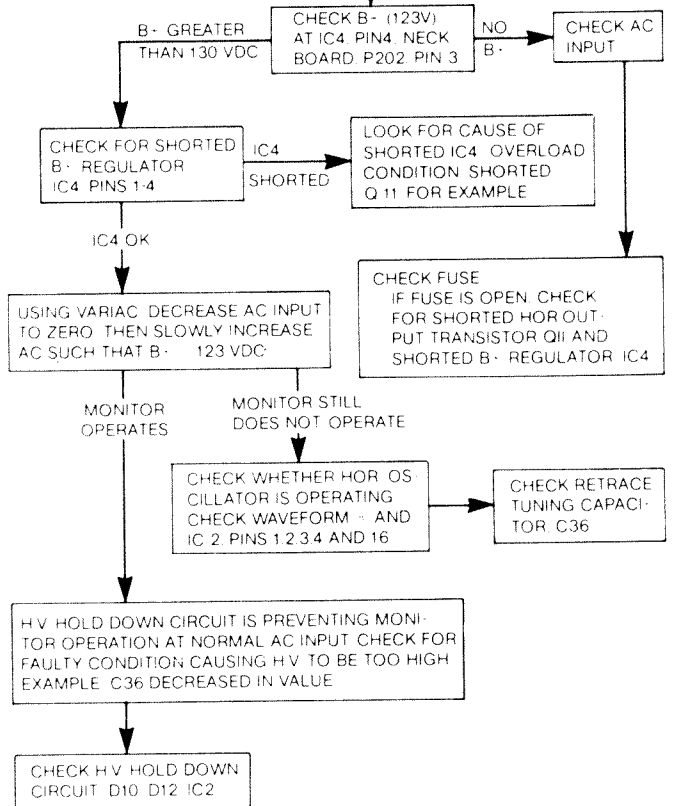 CHECK B- (123V)
AT IC4, PIN4, NECK
BOARD, P202, PIN 3
B- GREATER
THAN 130 VDC
NO
B-
CHECK AC
INPUT
CHECK FOR SHORTED
B- REGULATOR
IC4 PINS 1-4
IC4
SHORTED
LOOK FOR CAUSE OF
SHORTED IC4 OVERLOAD
CONDITION SHORTED
Q 11 FOR EXAMPLE
IC4 OK
CHECK FUSE
IF FUSE IS OPEN, CHECK
FOR SHORTED HOR OUT-
PUT TRANSISTOR Q11 AND
SHORTED B- REGULATOR IC4
USING VARIAC DECREASE AC INPUT
TO ZERO THEN SLOWLY INCREASE
AC SUCH THAT B- 123 VDC
MONITOR
OPERATES
MONITOR STILL
DOES NOT OPERATE
CHECK WHETHER HOR OS-
CILLATOR IS OPERATING
CHECK WAVEFORM - AND
IC 2, PINS 1,2,3,4 AND 16
CHECK RETRACE
TUNING CAPACI-
TOR, C36
H V HOLD DOWN CIRCUIT IS PREVENTING MONI-
TOR OPERATION AT NORMAL AC INPUT CHECK FOR
FAULTY CONDITION CAUSING H V TO BE TOO HIGH
EXAMPLE C36 DECREASED IN VALUE
CHECK H V HOLD DOWN
CIRCUIT D10 D12 IC2